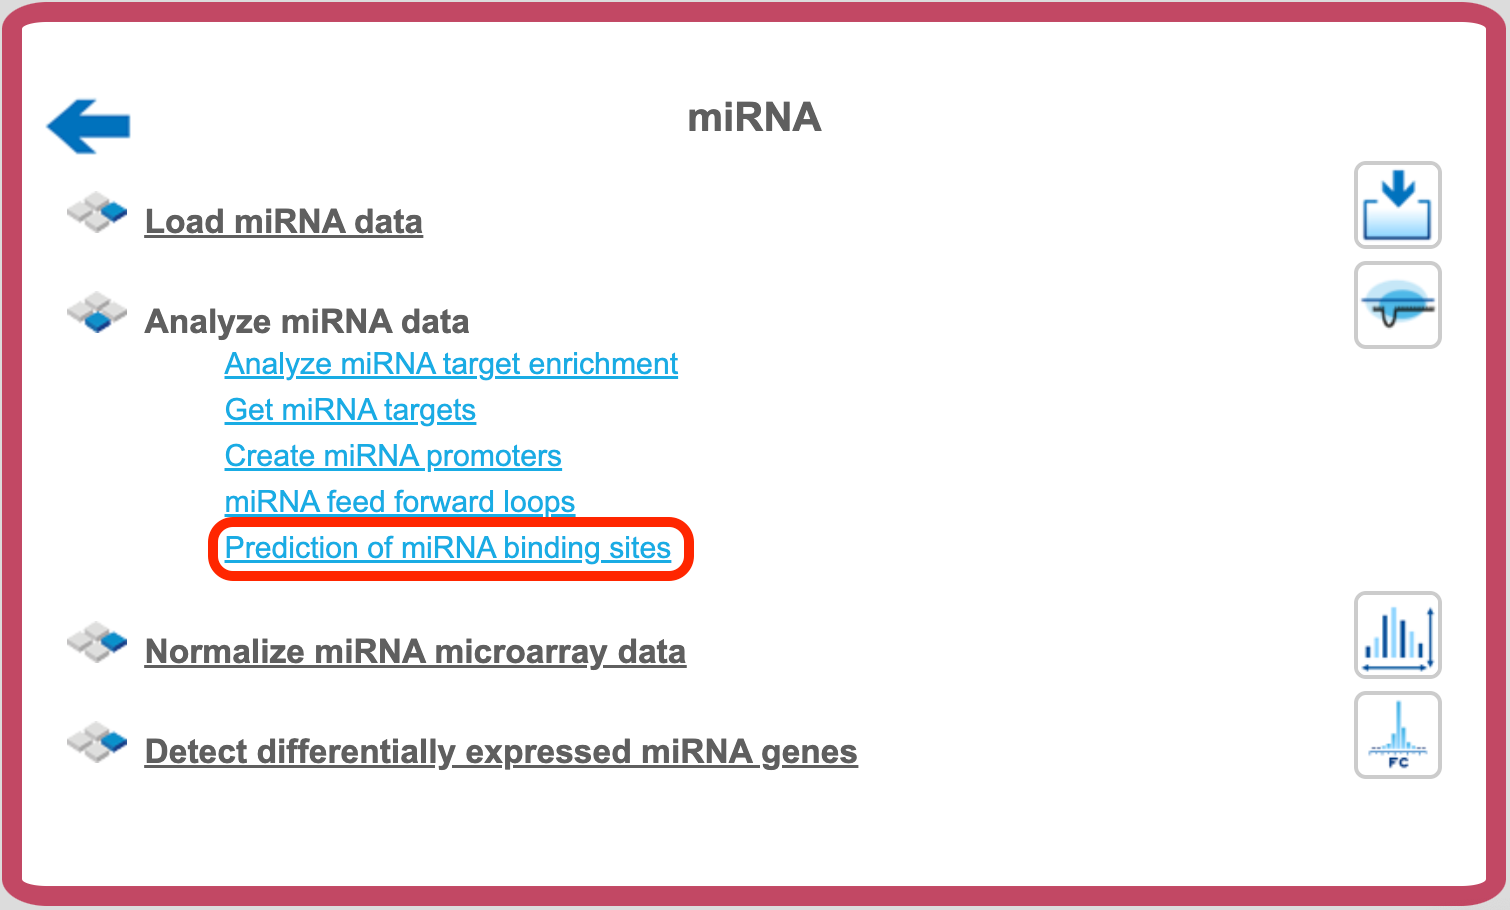 miRNA
Load miRNA data
Analyze miRNA data
Analyze miRNA target enrichment
Get miRNA targets
Create miRNA promoters
miRNA feed forward loops
Prediction of miRNA binding sites
Normalize miRNA microarray data
Detect differentially expressed miRNA genes
FC